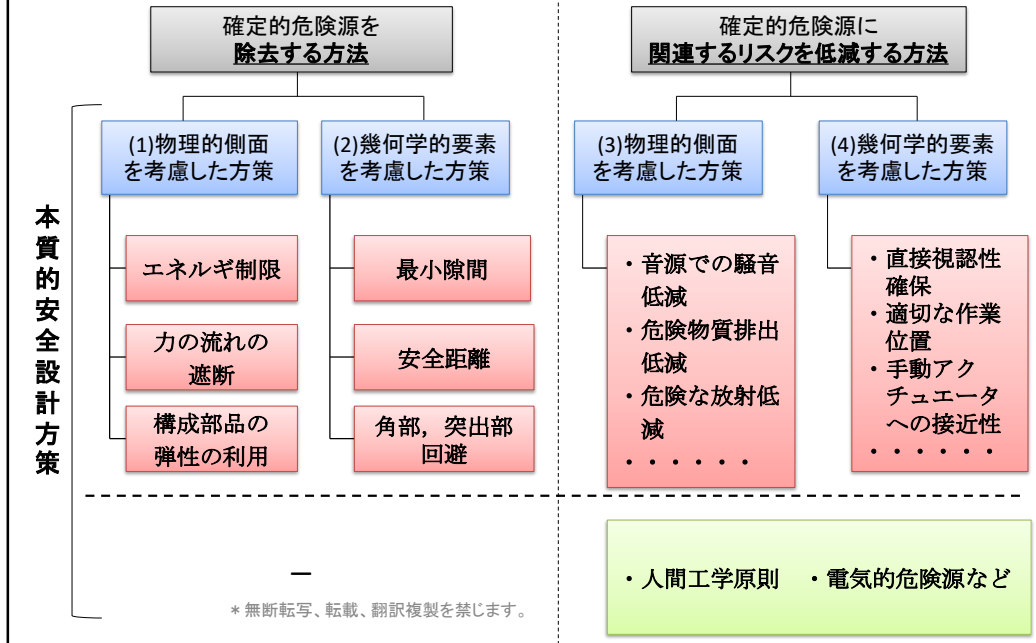 確定的危険源を
除去する方法
確定的危険源に
関連するリスクを低減する方法
本質的安全設計方策
(1)物理的側面
を考慮した方策
(2)幾何学的要素
を考慮した方策
(3)物理的側面
を考慮した方策
(4)幾何学的要素
を考慮した方策
エネルギ制限
力の流れの
遮断
構成部品の
弾性の利用
最小隙間
安全距離
角部，突出部
回避
・音源での騒音
低減
・危険物質排出
低減
・危険な放射低
減
・・・・・・
・直接視認性
確保
・適切な作業
位置
・手動アク
チュエータ
への接近性
・・・・・・
－
・人間工学原則　・電気的危険源など
＊無断転写、転載、翻訳複製を禁じます。